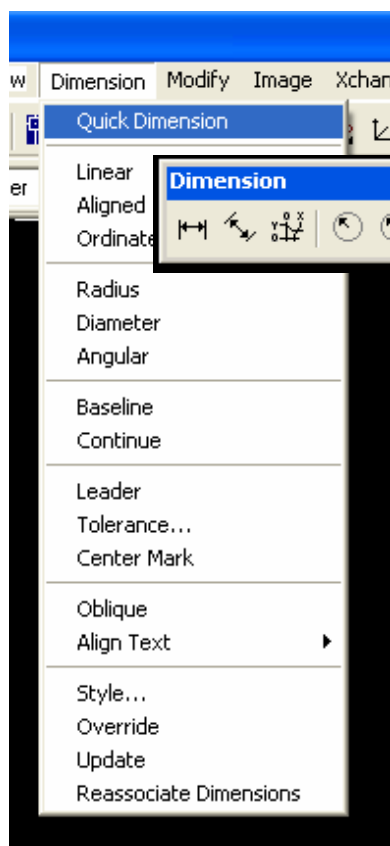 w Dimension Modify Image Xchan
Quick Dimension
Linear
er
Dimension
Aligned
Ordinate
Radius
Diameter
Angular
Baseline
Continue
Leader
Tolerance...
Center Mark
Oblique
Align Text
Style...
Override
Update
Reassociate Dimensions